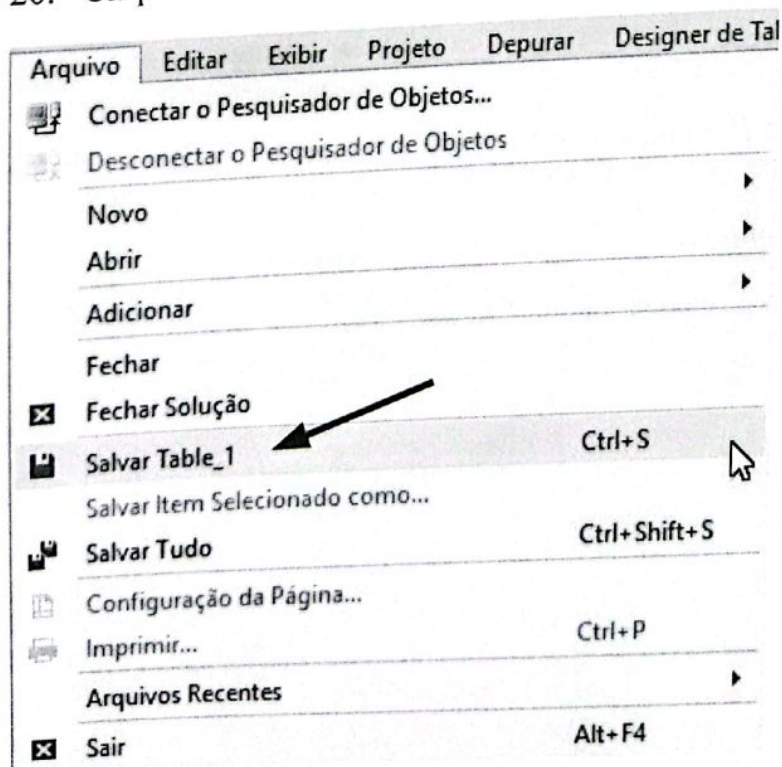 Arquivo Editar Exibir Projeto Depurar Designer de
Conectar o Pesquisador de Objetos...
Desconectar o Pesquisador de Objetos
Novo
Abrir
Adicionar
Fechar
Fechar Solução
Salvar Table_1 Ctrl+S
Salvar Item Selecionado como...
Salvar Tudo Ctrl+Shift+S
Configuração da Página...
Imprimir... Ctrl+P
Arquivos Recentes
Sair Alt+F4